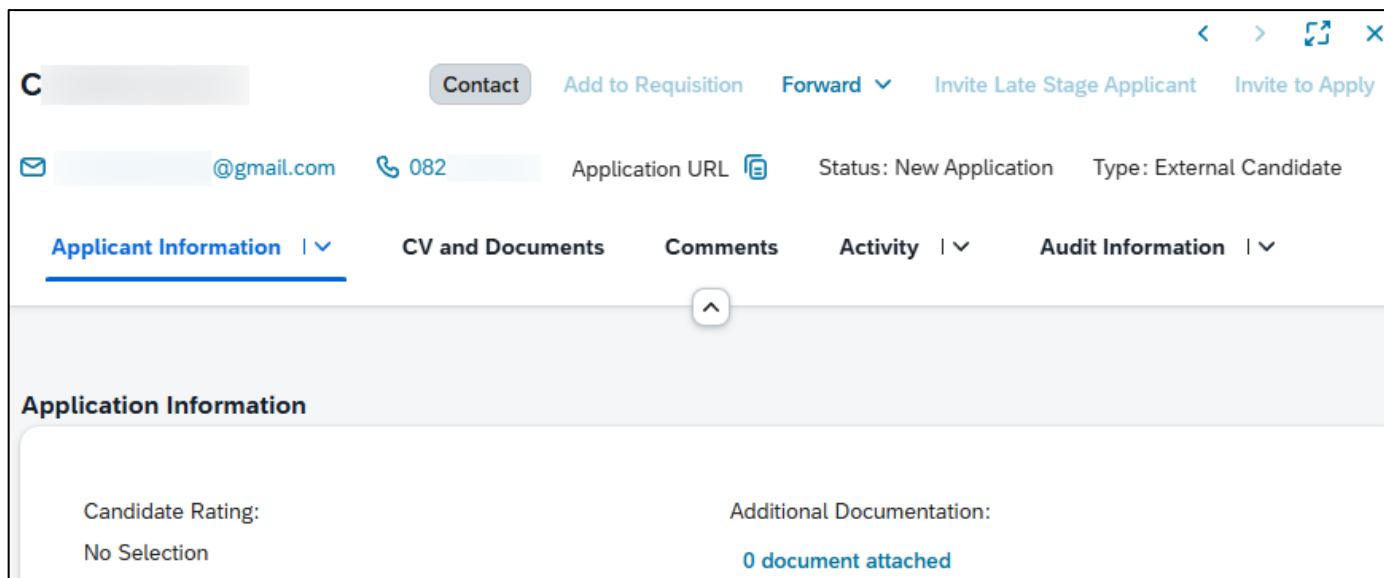 C
Contact Add to Requisition Forward Invite Late Stage Applicant Invite to Apply
@gmail.com 082 Application URL Status: New Application Type: External Candidate
Applicant Information CV and Documents Comments Activity Audit Information
Application Information
Candidate Rating: Additional Documentation:
No Selection 0 document attached